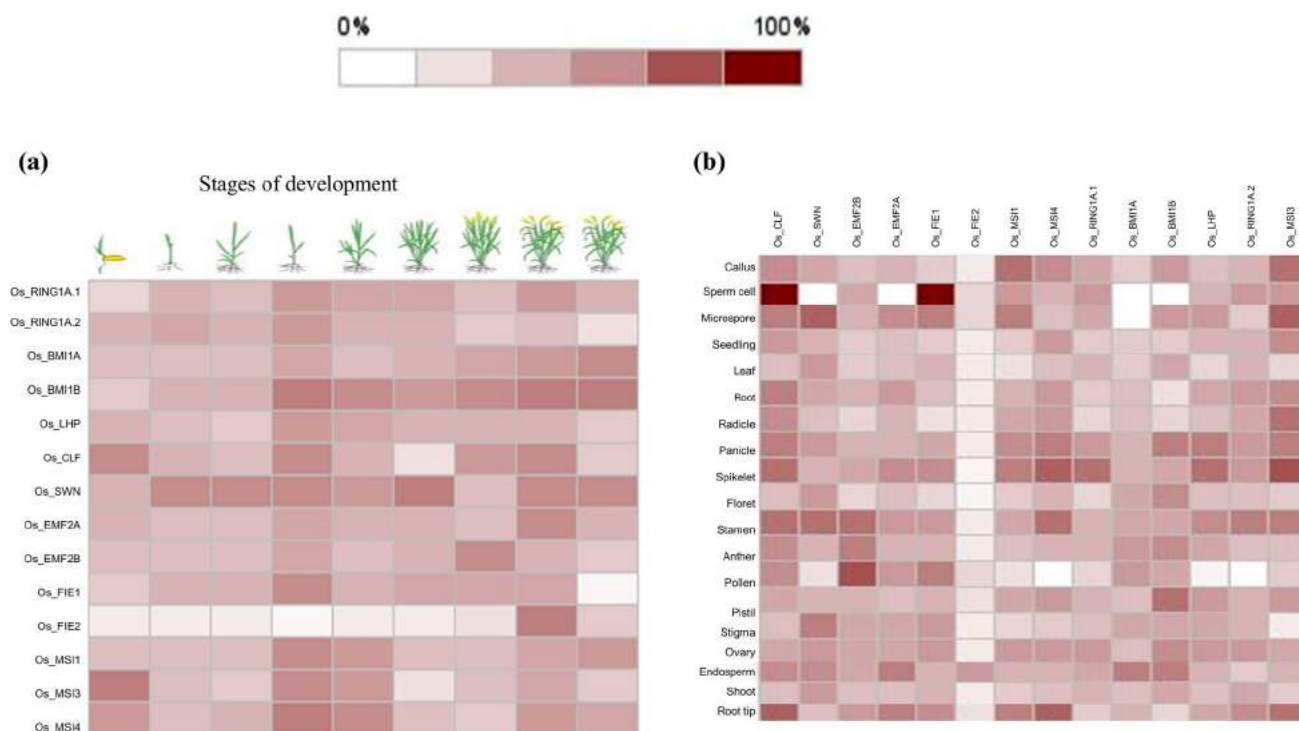 0% 100%
(a)
Stages of development
Os_RING1A.1
Os_RING1A.2
Os_BMI1A
Os_BMI1B
Os_LHP
Os_CLF
Os_SWN
Os_EMF2A
Os_EMF2B
Os_FIE1
Os_FIE2
Os_MSI1
Os_MSI3
Os_MSI4
(b)
Os_CLF
Os_SWN
Os_EMF2B
Os_EMF2A
Os_FIE1
Os_FIE2
Os_MSI1
Os_MSI4
Os_RING1A.1
Os_BMI1A
Os_BMI1B
Os_LHP
Os_RING1A.2
Os_MSI3
Callus
Sperm cell
Microspore
Seedling
Leaf
Root
Radicle
Panicle
Spikelet
Floret
Stamen
Anther
Pollen
Pistil
Stigma
Ovary
Endosperm
Shoot
Root tip